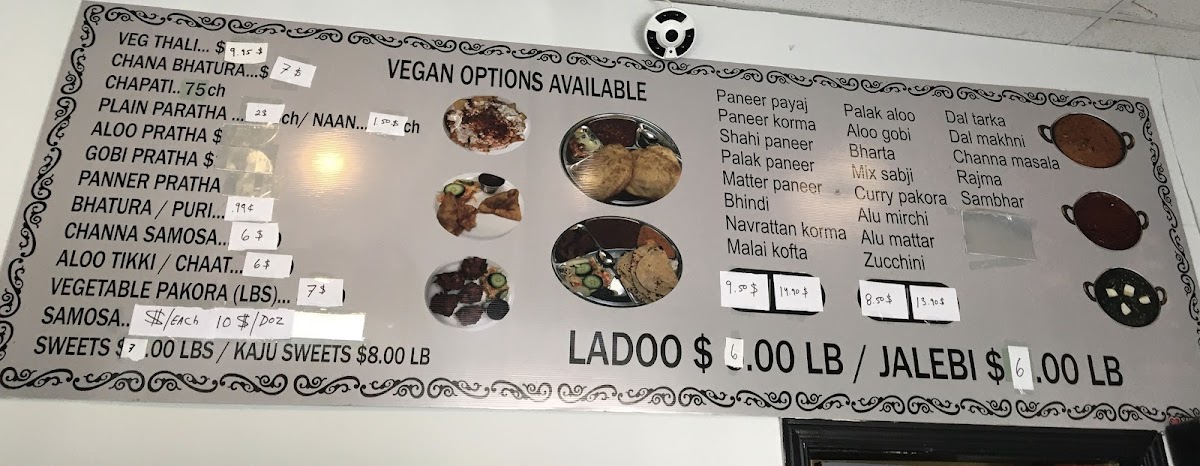 VEG THALI... $ 9.95 $
CHANA BHATURA...$ 7 $
CHAPATI.. 75 ch
PLAIN PARATHA ... 2$ ch/ NAAN... 1.50 $ ch
ALOO PRATHA $
GOBI PRATHA $
PANNER PRATHA
BHATURA / PURI... .99¢
CHANNA SAMOSA.. 6 $
ALOO TIKKI / CHAAT... 6 $
VEGETABLE PAKORA (LBS)... 7 $
SAMOSA.. /EACH 10 $/DOZ
SWEETS $ 7 .00 LBS / KAJU SWEETS $8.00 LB
VEGAN OPTIONS AVAILABLE
Paneer payaj
Paneer korma
Shahi paneer
Palak paneer
Matter paneer
Bhindi
Navrattan korma
Malai kofta
9.50 $ 14.90 $
Palak aloo
Aloo gobi
Bharta
Mix sabji
Curry pakora
Alu mirchi
Alu mattar
Zucchini
8.50 $ 13.90 $
Dal tarka
Dal makhni
Channa masala
Rajma
Sambhar
LADOO $ 6 .00 LB / JALEBI $ 6 .00 LB